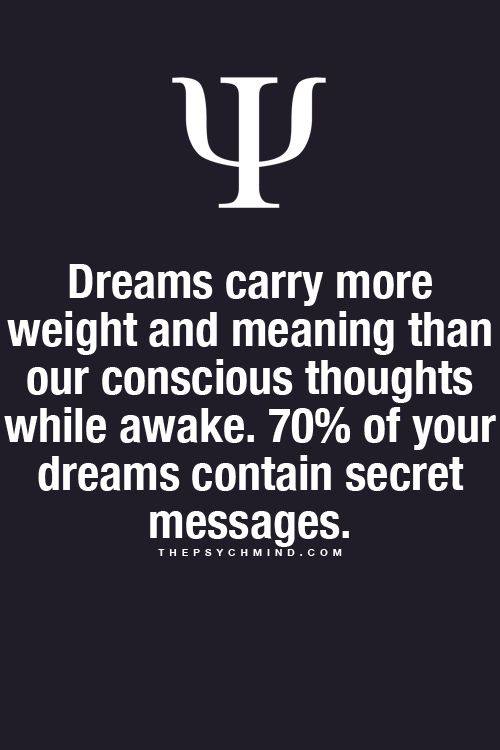 Ψ
Dreams carry more
weight and meaning than
our conscious thoughts
while awake. 70% of your
dreams contain secret
messages.
THEPSYCHMIND.COM